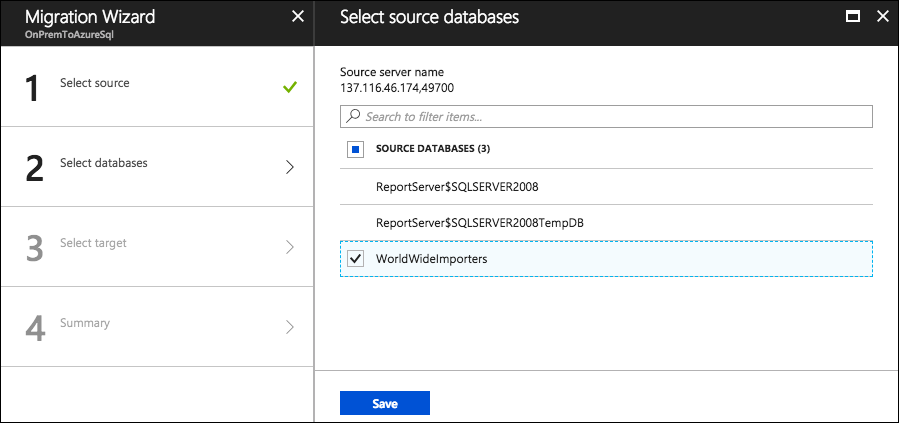 Migration Wizard
OnPremToAzureSql
1 Select source
2 Select databases
3 Select target
4 Summary
Select source databases
Source server name
137.116.46.174,49700
Search to filter items...
SOURCE DATABASES (3)
ReportServer$SQLSERVER2008
ReportServer$SQLSERVER2008TempDB
WorldWideImporters
Save